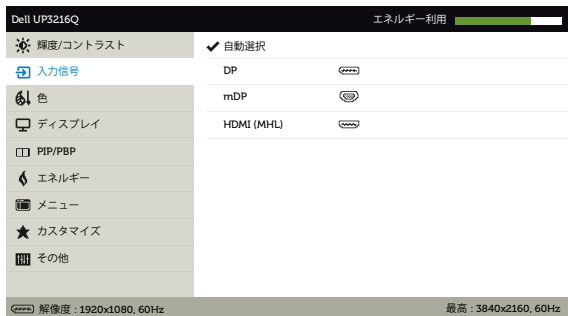 Dell UP3216Q エネルギー利用
輝度/コントラスト
入力信号
色
ディスプレイ
PIP/PBP
エネルギー
メニュー
カスタマイズ
その他
自動選択
DP
mDP
HDMI (MHL)
解像度 : 1920x1080, 60Hz 最高 : 3840x2160, 60Hz